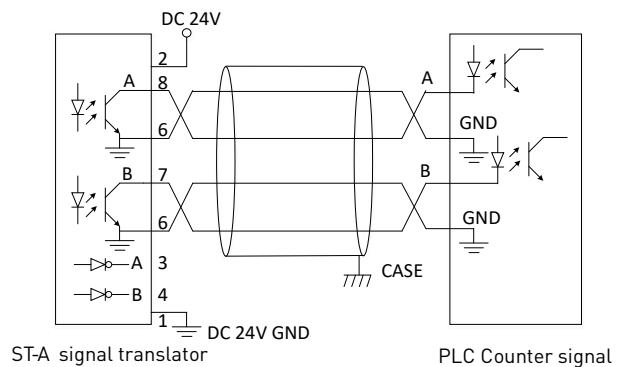 DC 24V
2
A 8
6
B 7
6
A 3
B 4
1
DC 24V GND
CASE
A
GND
B
GND
ST-A signal translator
PLC Counter signal